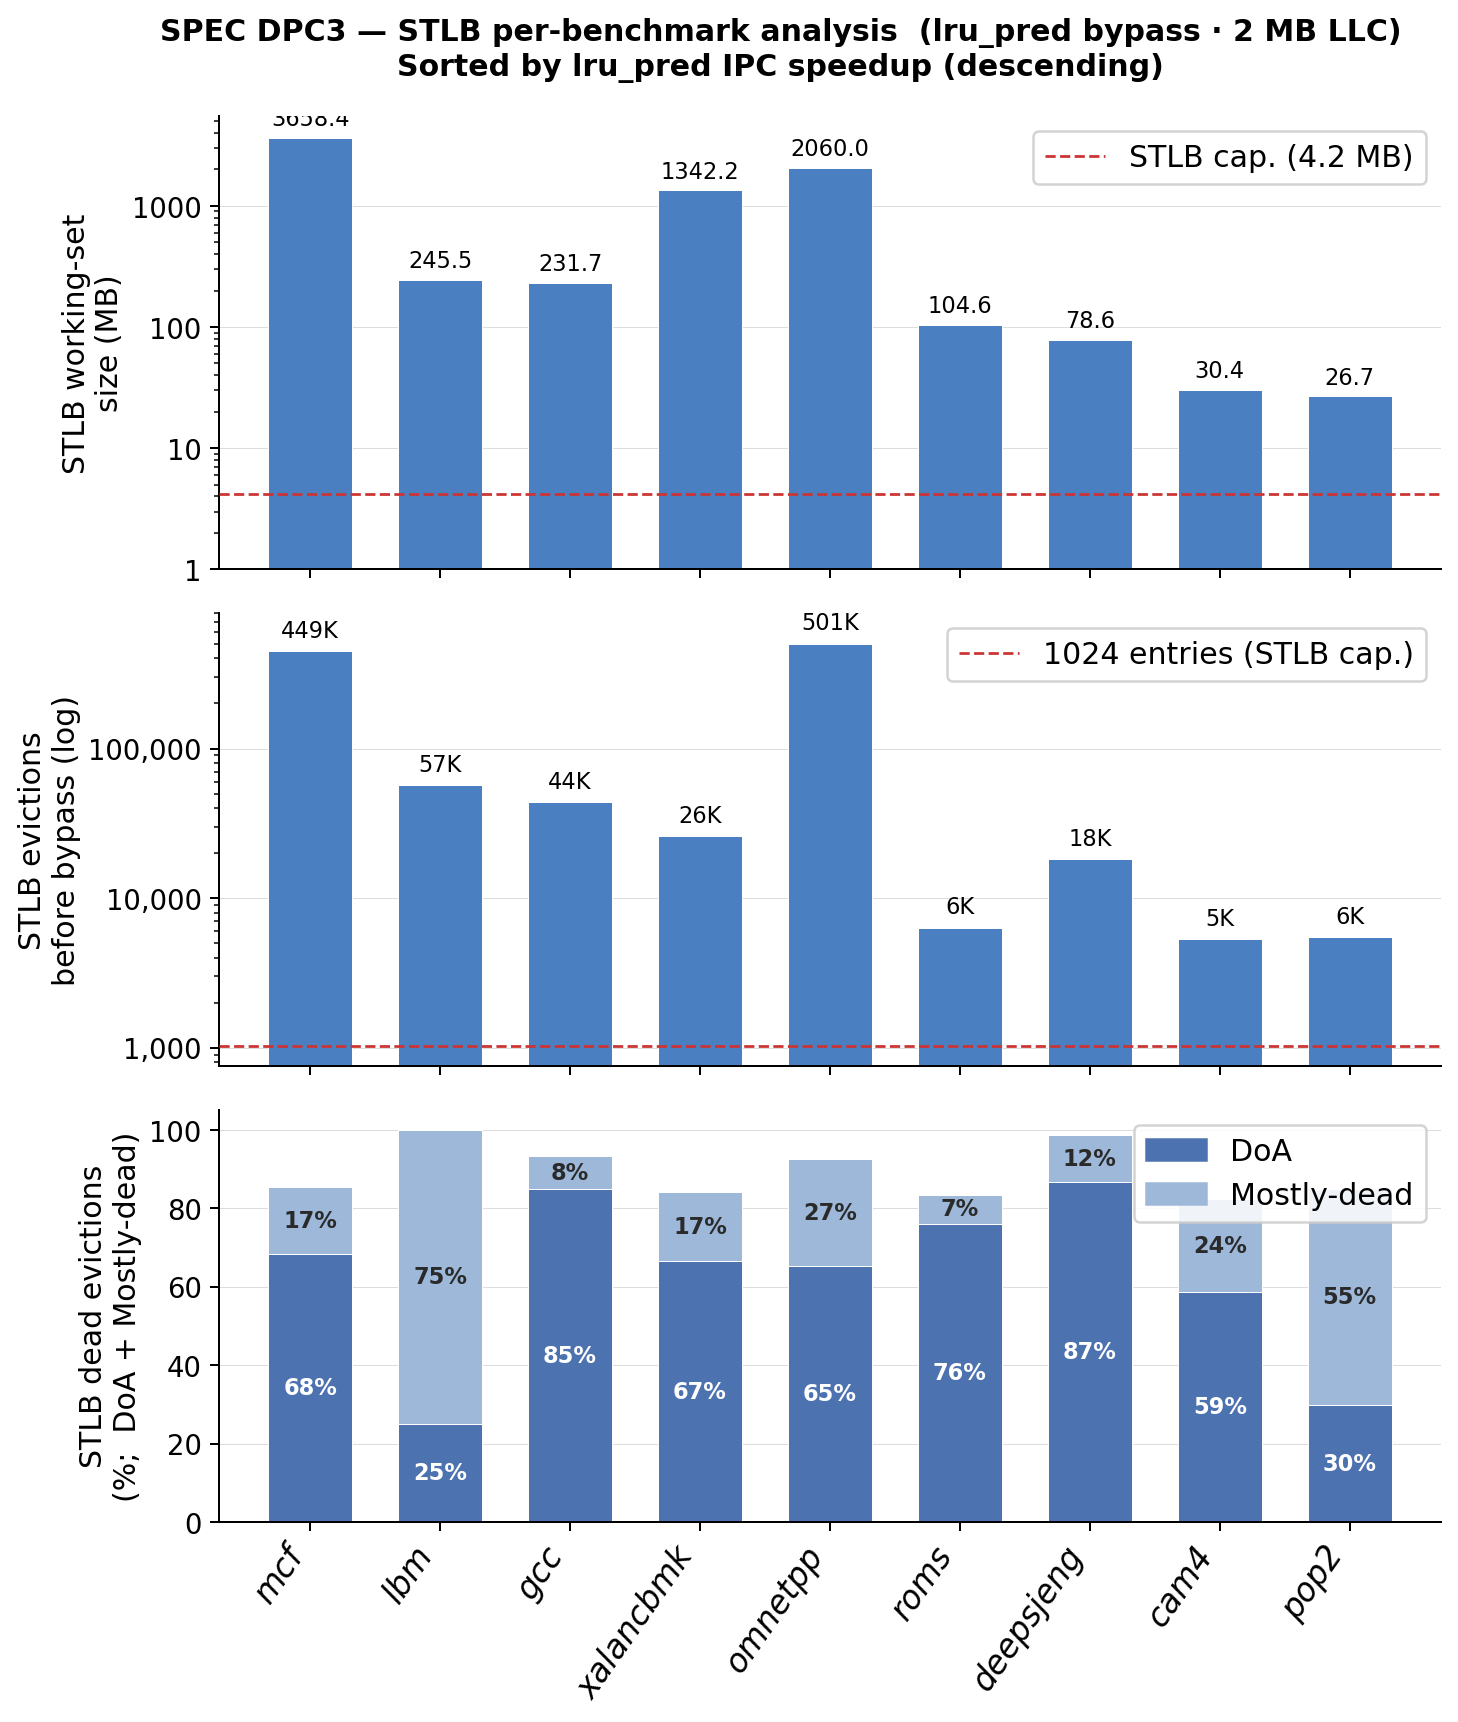 SPEC DPC3 — STLB per-benchmark analysis  (lru_pred bypass · 2 MB LLC)
Sorted by lru_pred IPC speedup (descending)
STLB working-set
size (MB)
1000
100
10
1
3658.4
245.5
231.7
1342.2
2060.0
104.6
78.6
30.4
26.7
STLB cap. (4.2 MB)
STLB evictions
before bypass (log)
100,000
10,000
1,000
449K
57K
44K
26K
501K
6K
18K
5K
6K
1024 entries (STLB cap.)
STLB dead evictions
(%;  DoA + Mostly-dead)
100
80
60
40
20
0
17%
68%
75%
25%
8%
85%
17%
67%
27%
65%
7%
76%
12%
87%
24%
59%
55%
30%
DoA
Mostly-dead
mcf
lbm
gcc
xalancbmk
omnetpp
roms
deepsjeng
cam4
pop2